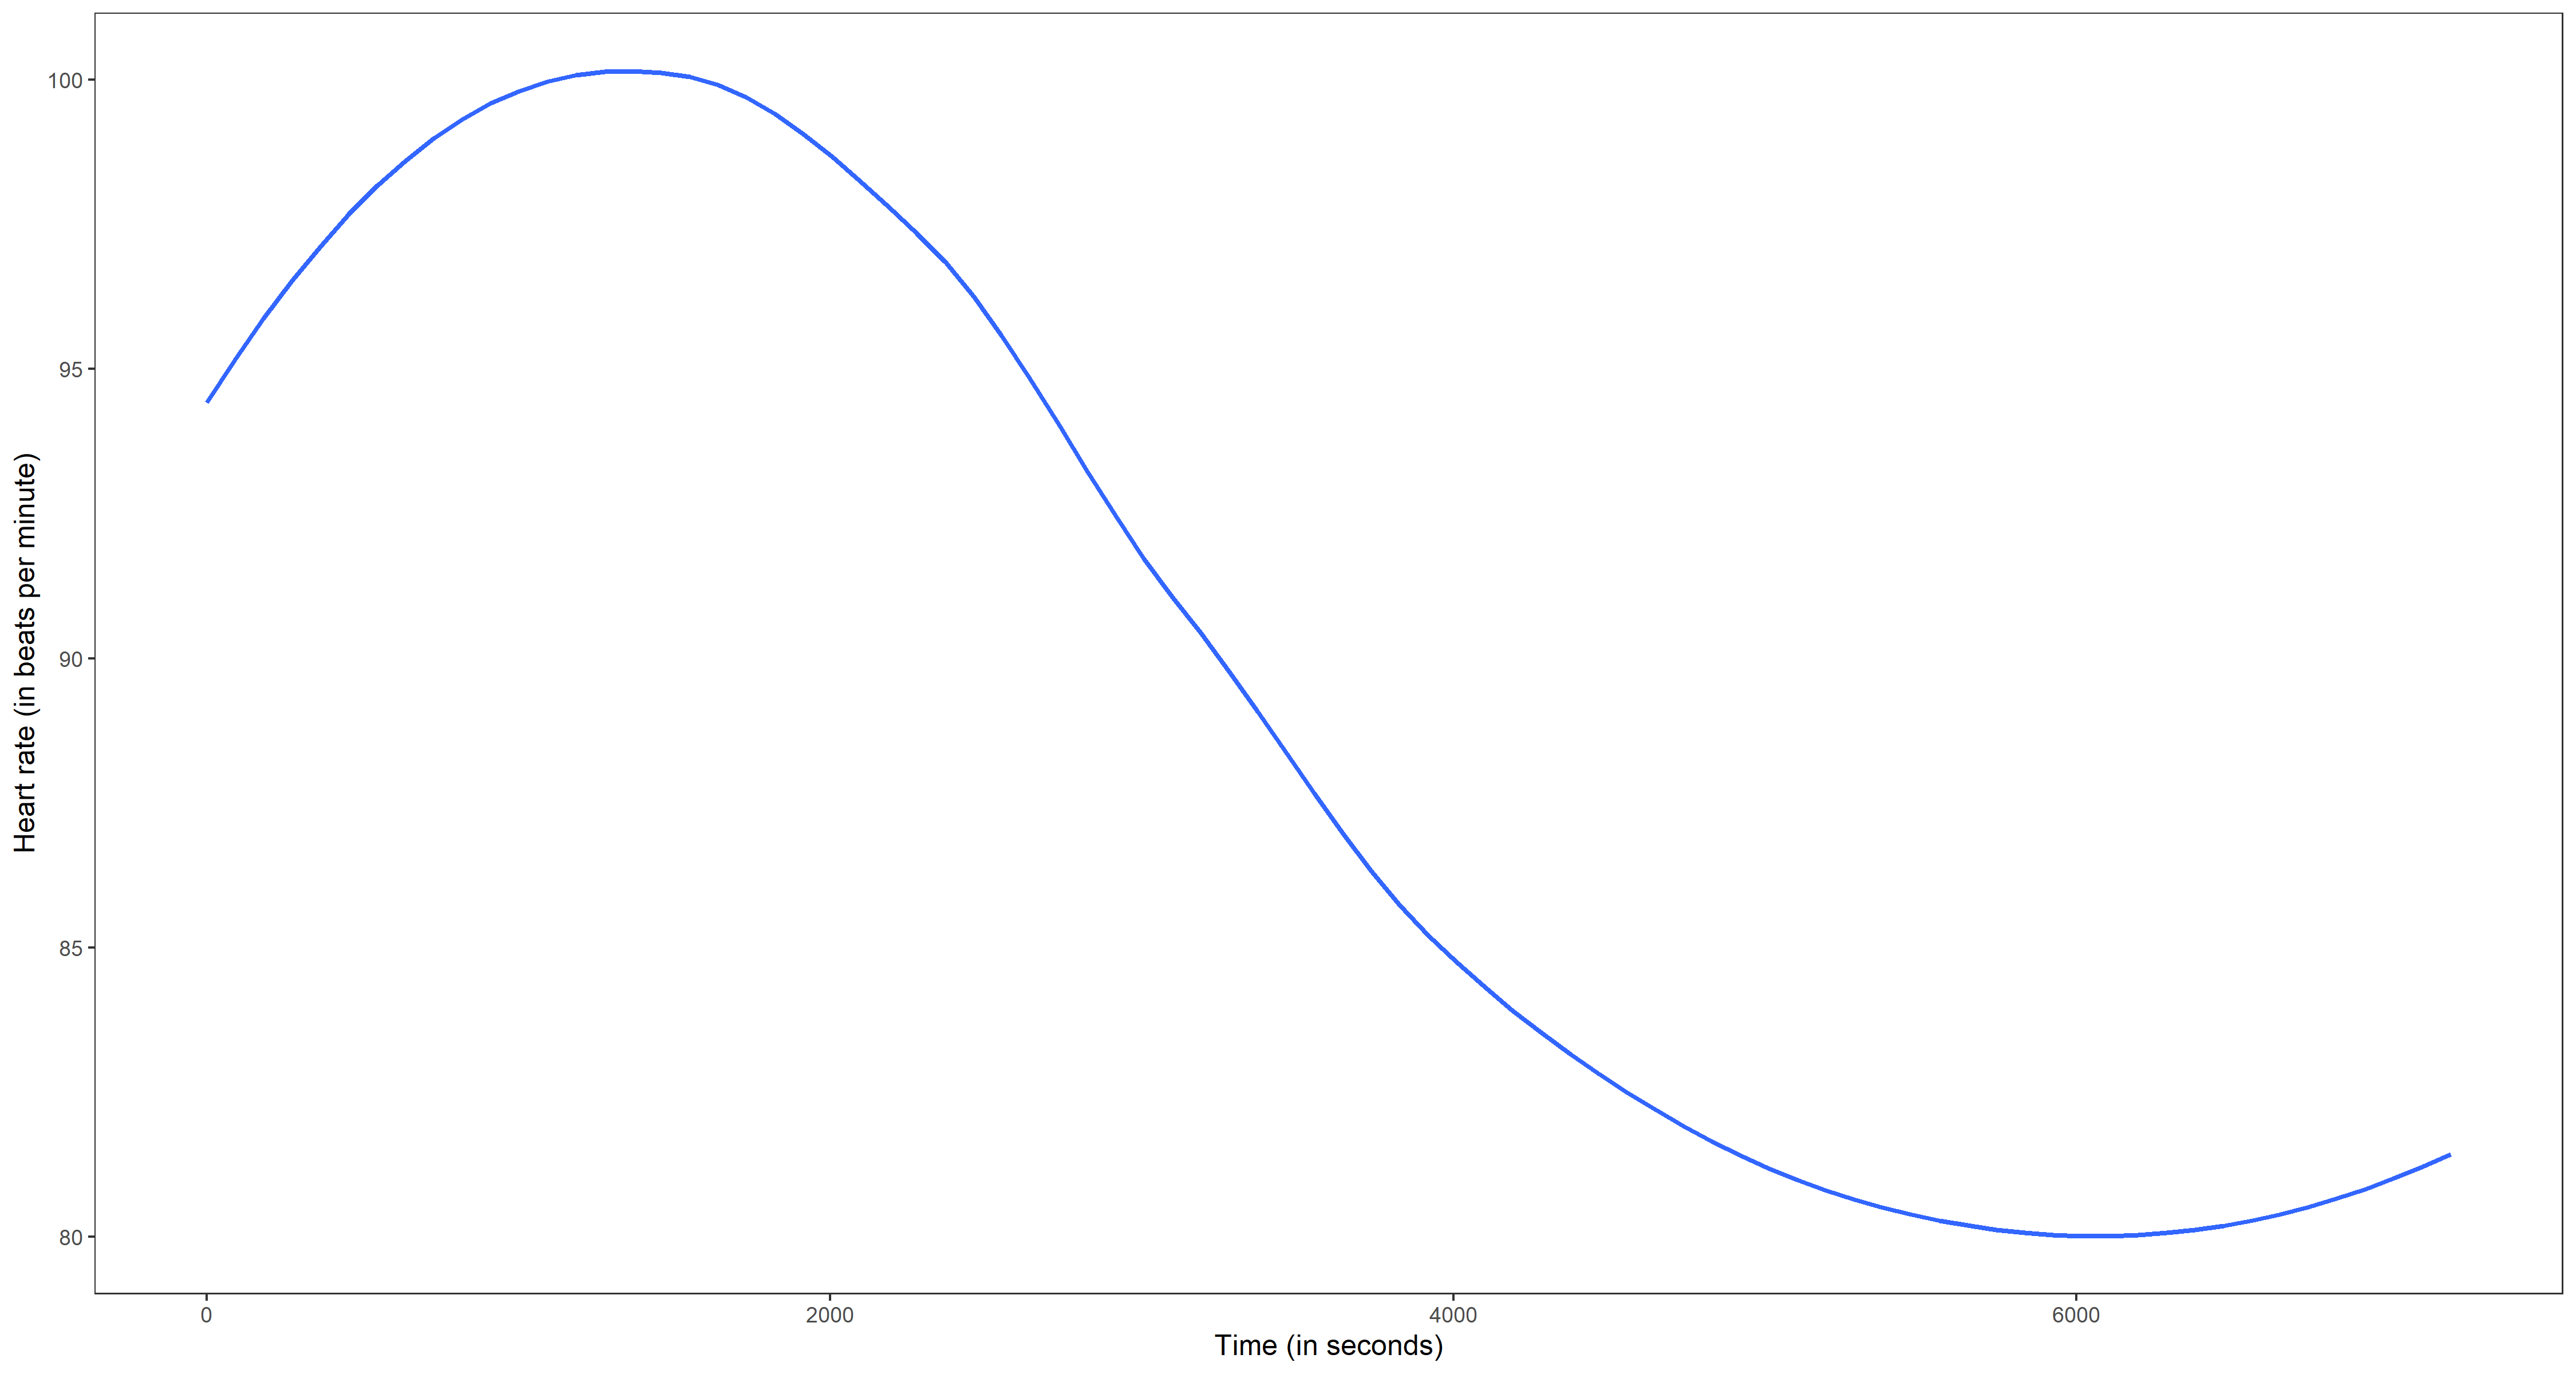 100
95
90
85
80
Heart rate (in beats per minute)
0 2000 4000 6000
Time (in seconds)